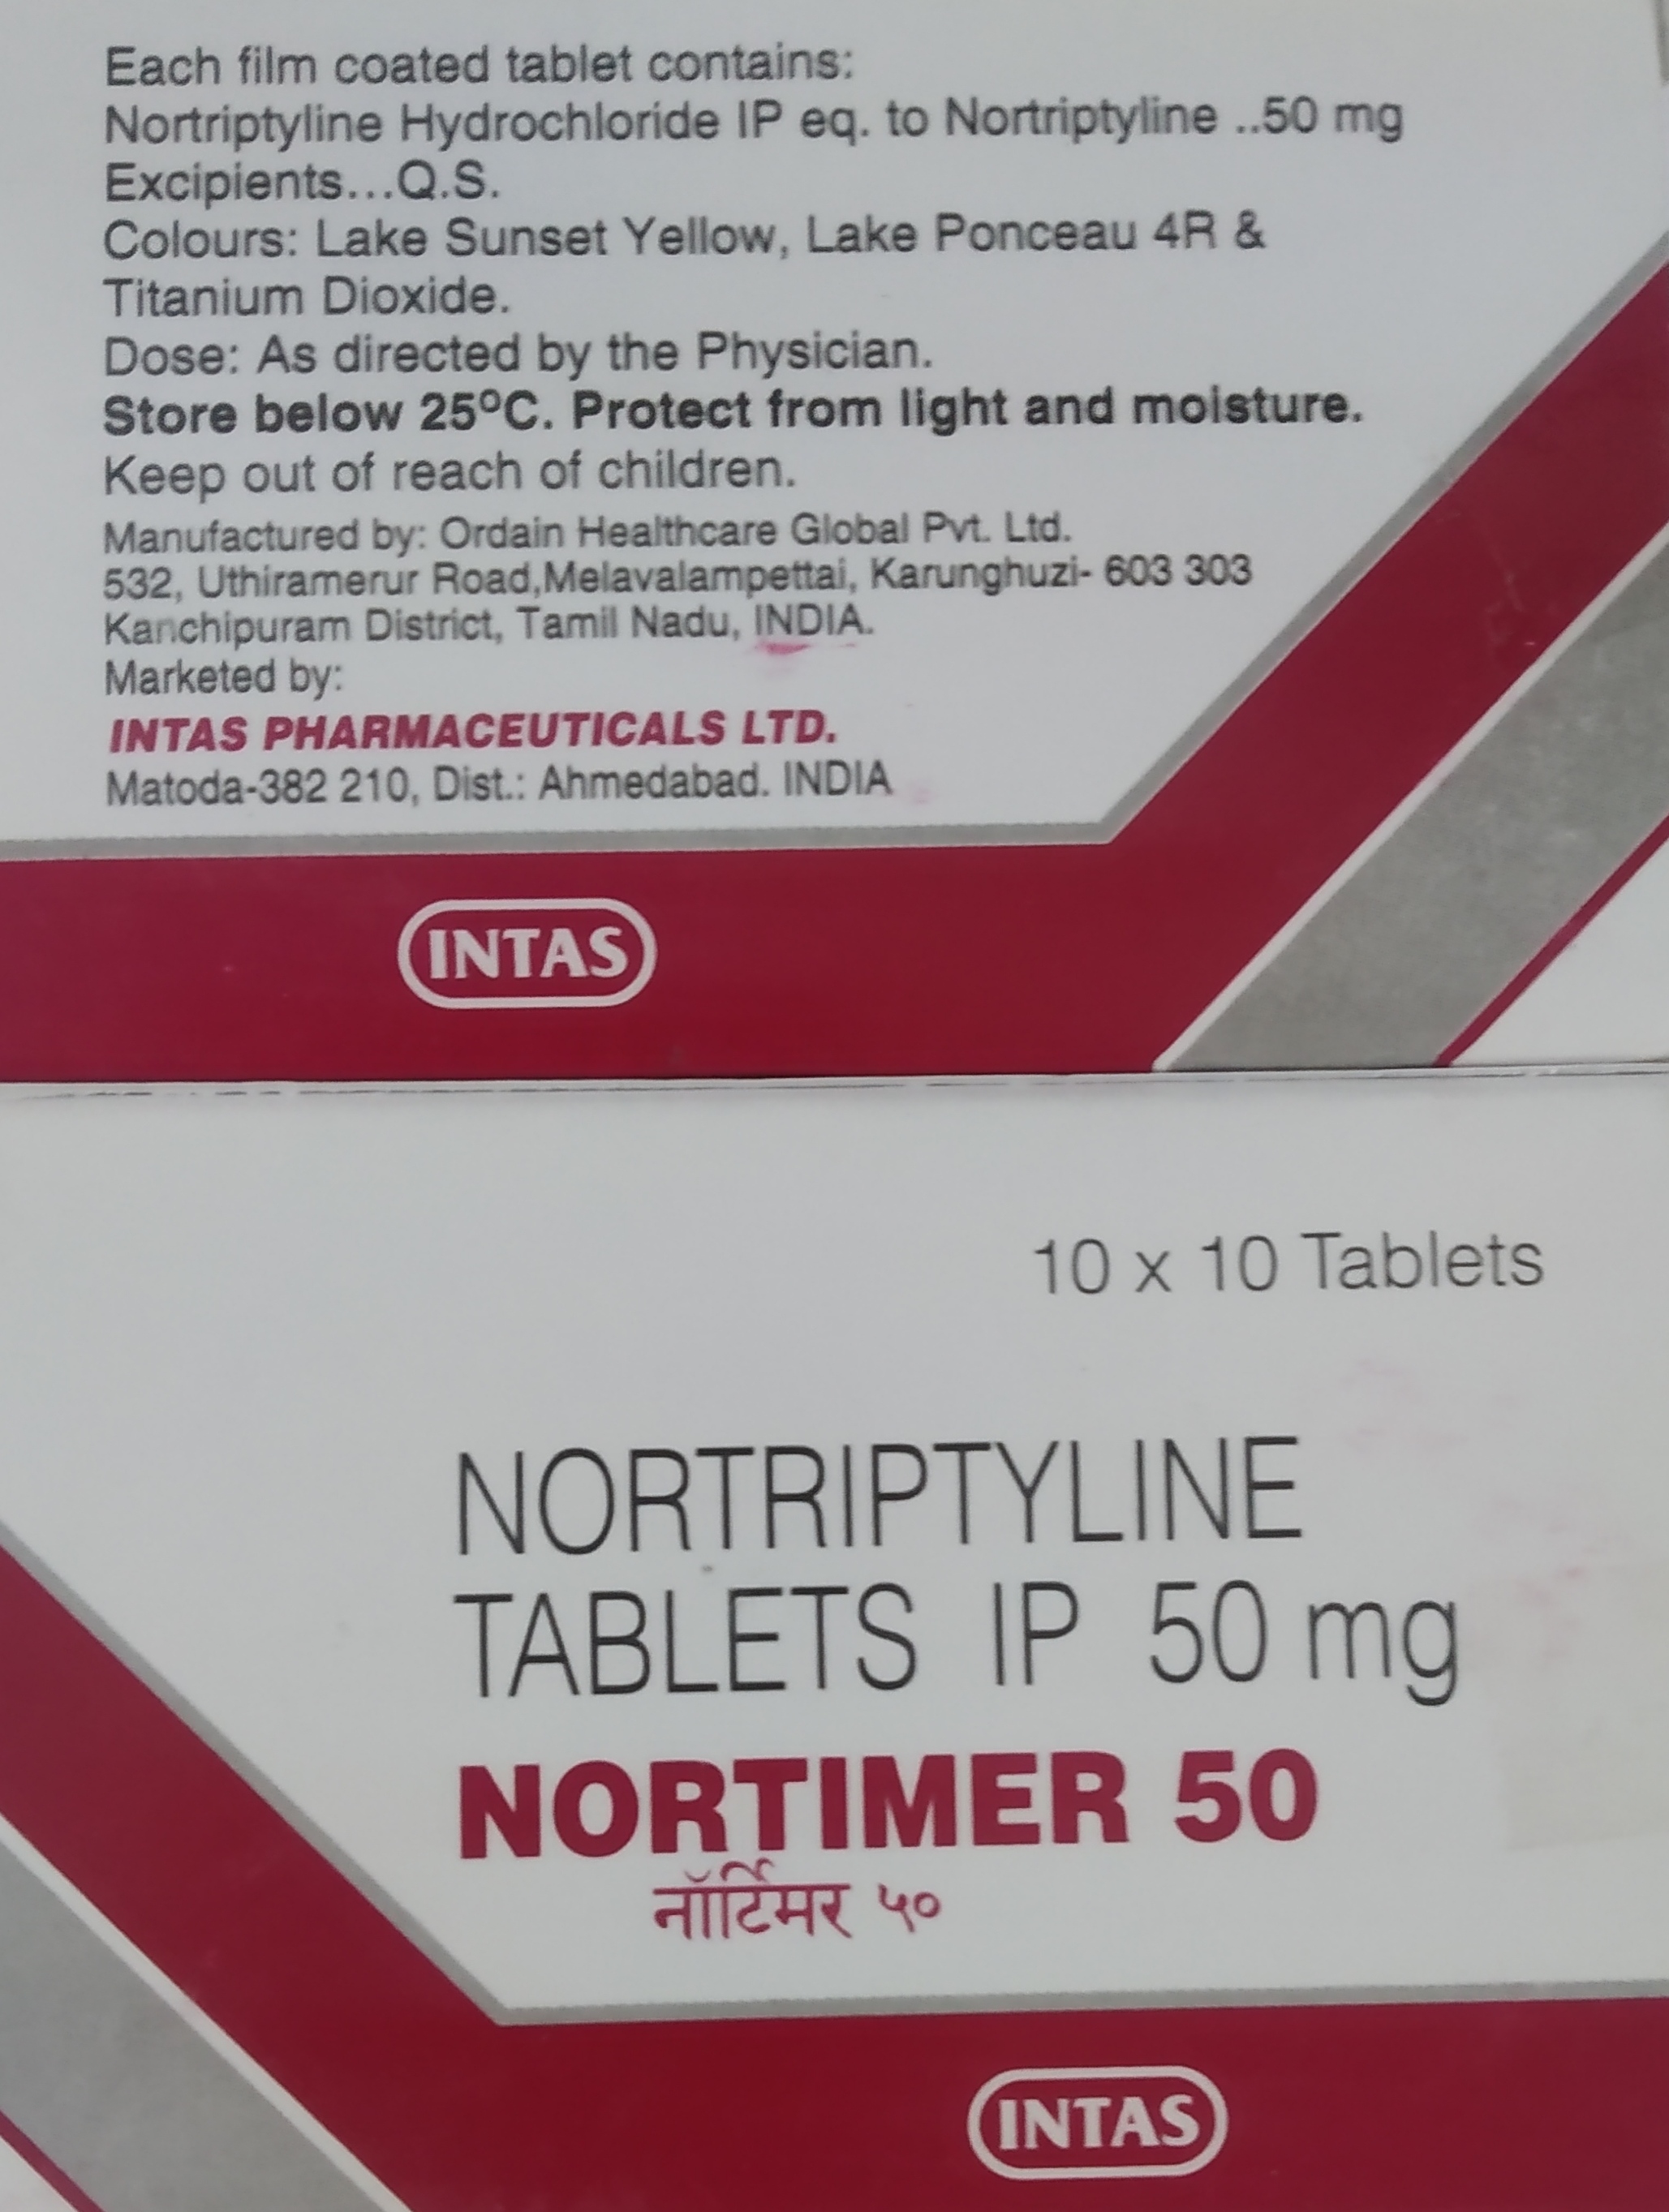 Each film coated tablet contains:
Nortriptyline Hydrochloride IP eq. to Nortriptyline ..50 mg
Excipients...Q.S.
Colours: Lake Sunset Yellow, Lake Ponceau 4R &
Titanium Dioxide.
Dose: As directed by the Physician.
Store below 25ºC. Protect from light and moisture.
Keep out of reach of children.
Manufactured by: Ordain Healthcare Global Pvt. Ltd.
532, Uthiramerur Road,Melavalampettai, Karunghuzi- 603 303
Kanchipuram District, Tamil Nadu, INDIA.
Marketed by:
INTAS PHARMACEUTICALS LTD.
Matoda-382 210, Dist.: Ahmedabad. INDIA
INTAS
10 x 10 Tablets
NORTRIPTYLINE
TABLETS IP 50 mg
NORTIMER 50
नॉर्टिमर ५०
INTAS